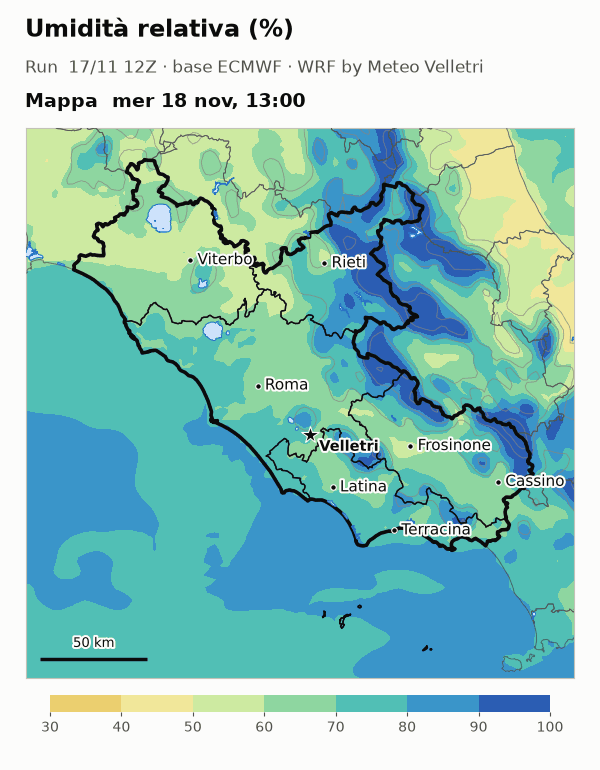 Umidità relativa (%)
Run  17/11 12Z · base ECMWF · WRF by Meteo Velletri
Mappa  mer 18 nov, 13:00
Viterbo
Rieti
Roma
Velletri
Frosinone
Latina
Cassino
Terracina
50 km
30 40 50 60 70 80 90 100